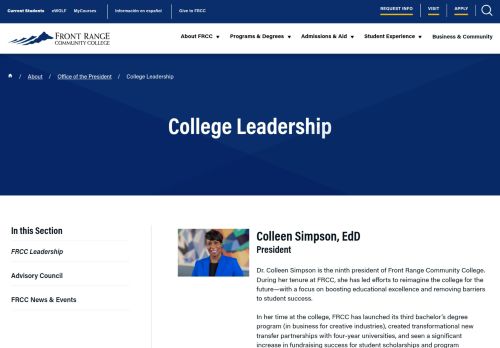 Current Students eWOLF MyCourses Información en español Give to FRCC REQUEST INFO VISIT APPLY
FRONT RANGE
COMMUNITY COLLEGE
About FRCC Programs & Degrees Admissions & Aid Student Experience Business & Community
/ About / Office of the President / College Leadership
College Leadership
In this Section
FRCC Leadership
Advisory Council
FRCC News & Events
Colleen Simpson, EdD
President
Dr. Colleen Simpson is the ninth president of Front Range Community College.
During her tenure at FRCC, she has led efforts to reimagine the college for the
future—with a focus on boosting educational excellence and removing barriers
to student success.
In her time at the college, FRCC has launched its third bachelor's degree
program (in business for creative industries), created transformational new
transfer partnerships with four-year universities, and seen a significant
increase in fundraising success for student scholarships and program